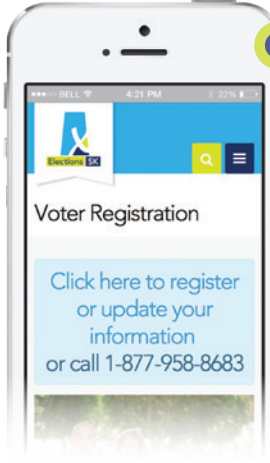 BELL 4:21 PM 22%
Elections SK
Voter Registration
Click here to register
or update your
information
or call 1-877-958-8683